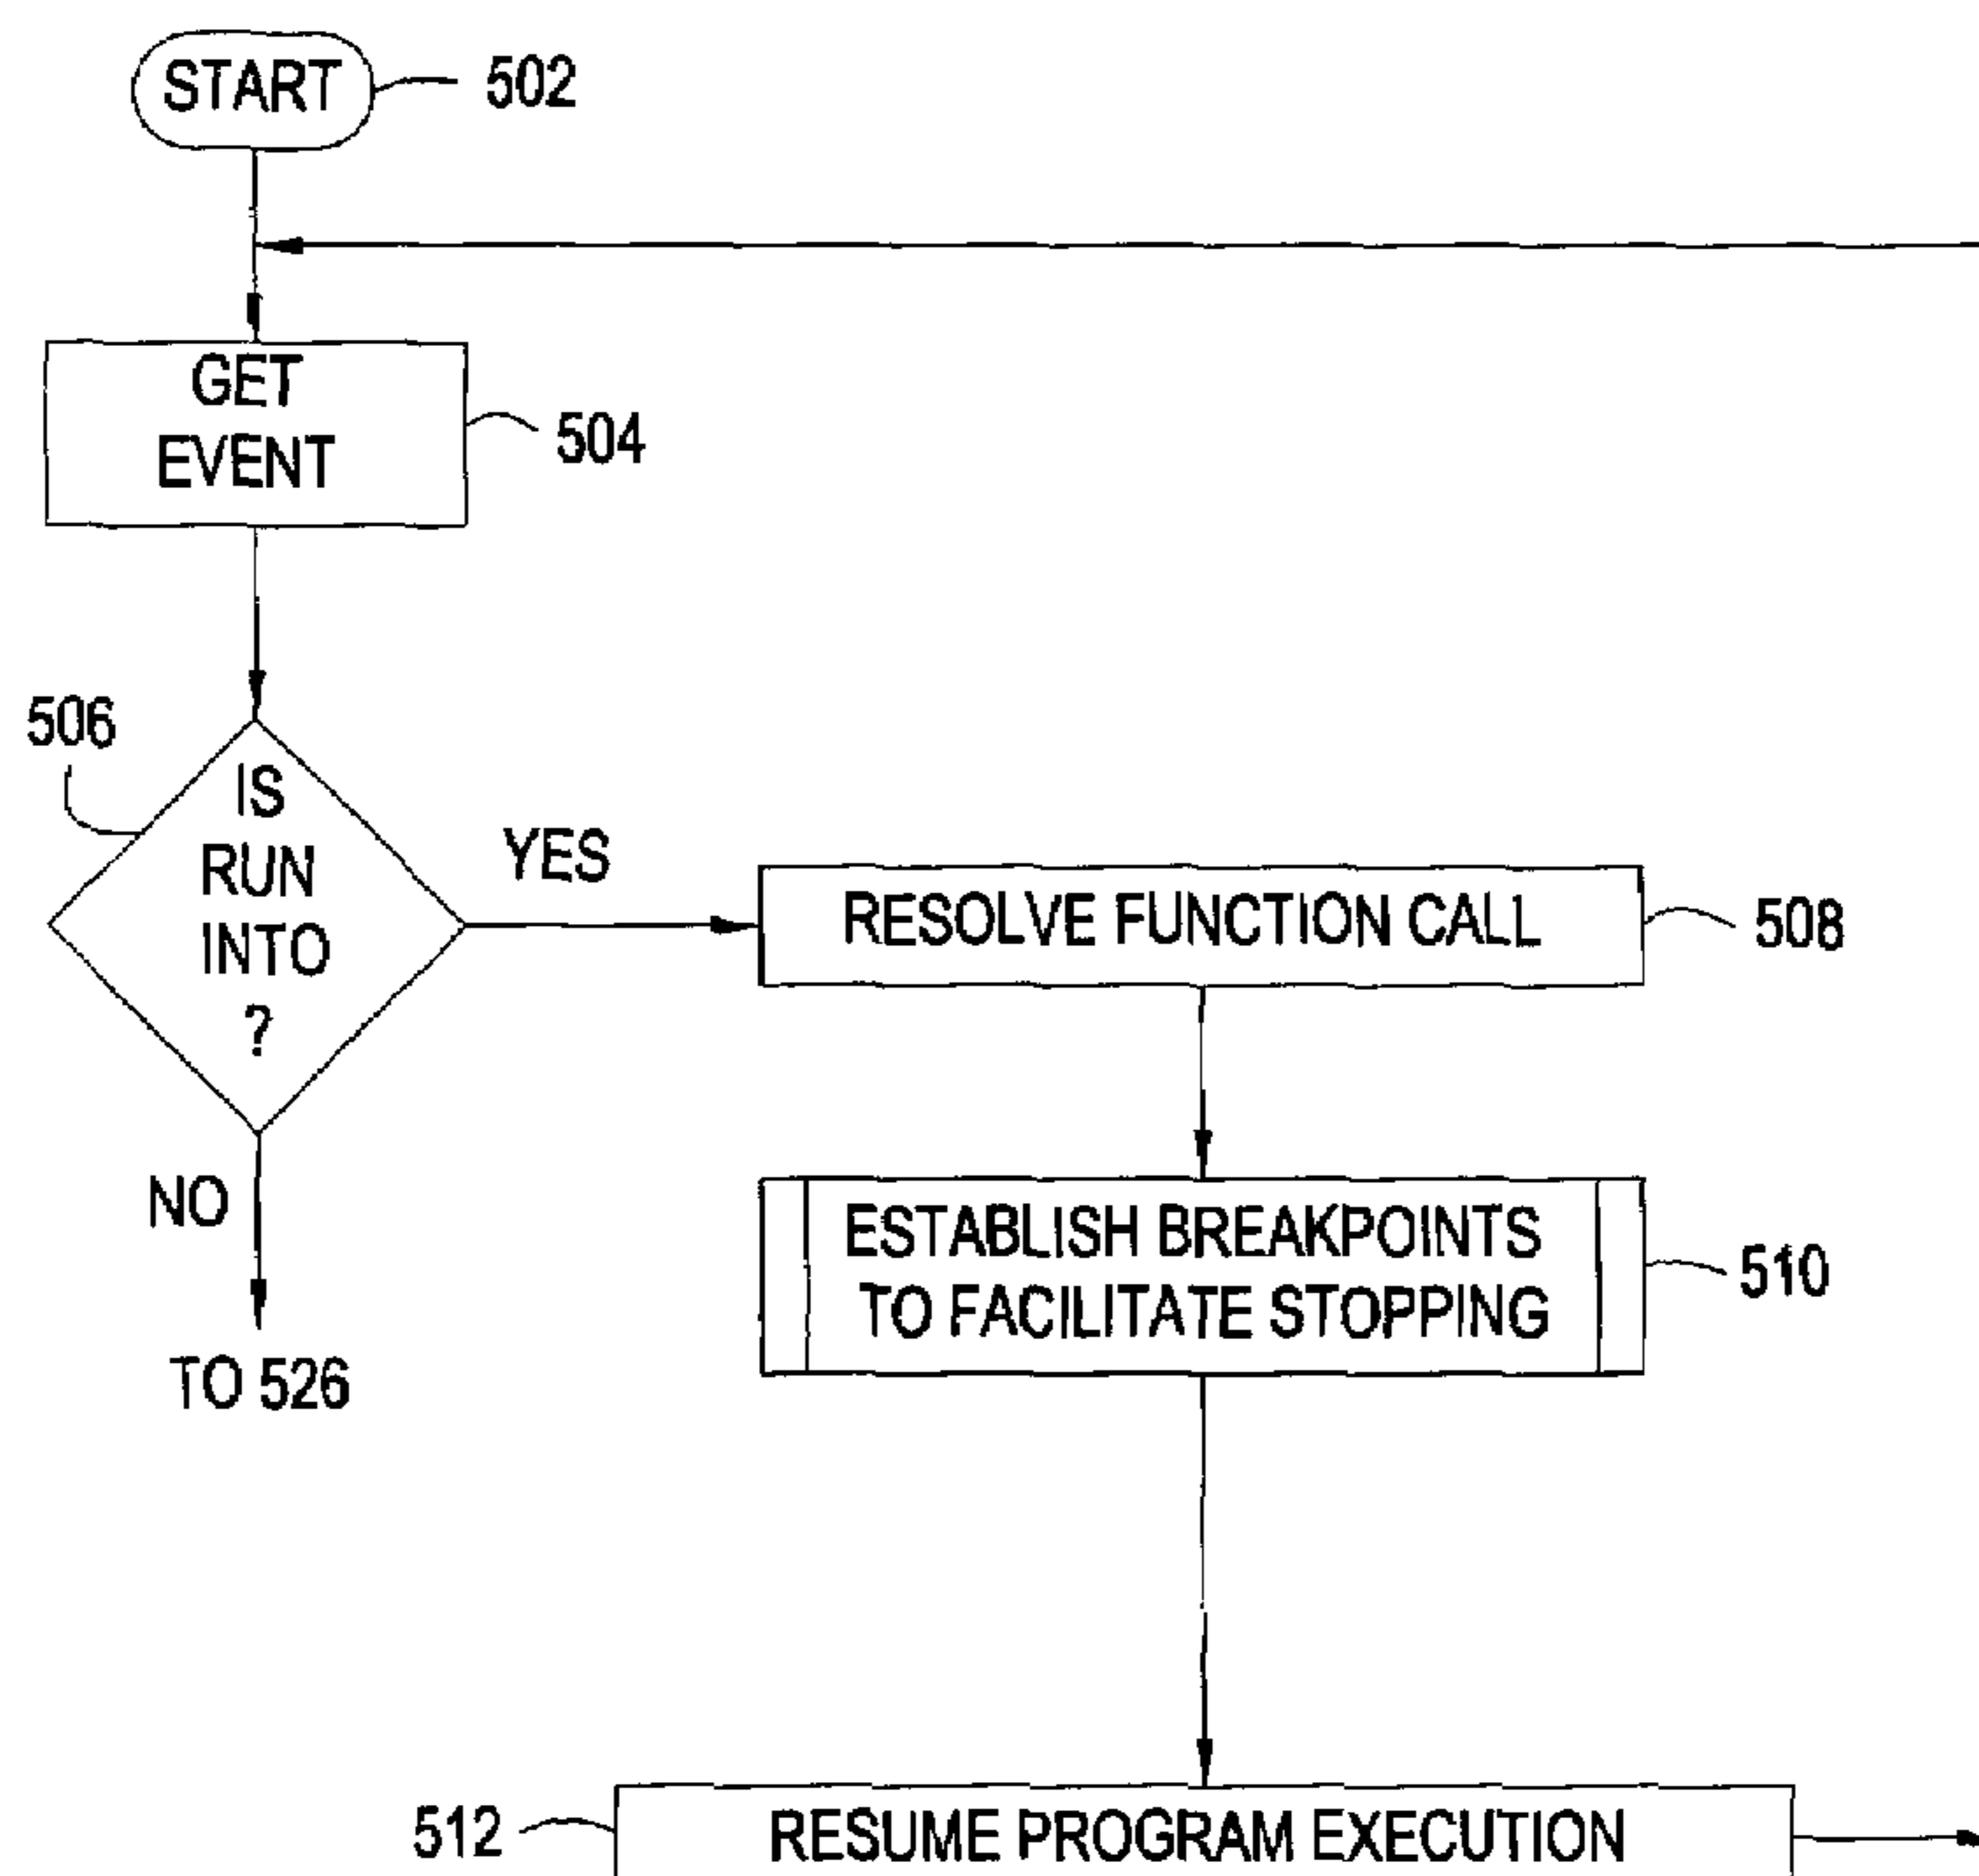 START
502
GET
EVENT
504
506
IS
RUN
INTO
?
YES
NO
TO 526
RESOLVE FUNCTION CALL
508
ESTABLISH BREAKPOINTS
TO FACILITATE STOPPING
510
512
RESUME PROGRAM EXECUTION